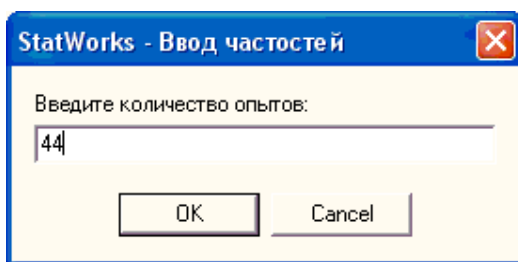 StatWorks - Ввод частостей
Введите количество опытов:
44
OK
Cancel